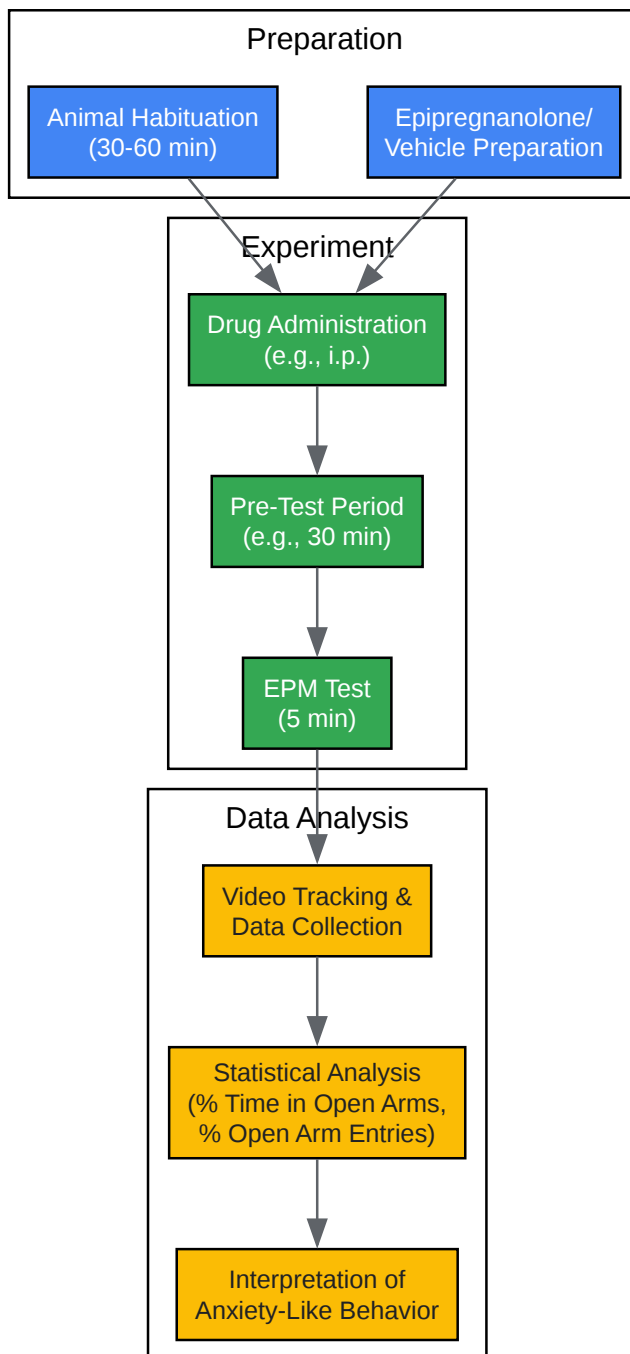 Preparation
Animal Habituation
(30-60 min)
Epipregnanolone/
Vehicle Preparation
Experiment
Drug Administration
(e.g., i.p.)
Pre-Test Period
(e.g., 30 min)
EPM Test
(5 min)
Data Analysis
Video Tracking &
Data Collection
Statistical Analysis
(% Time in Open Arms,
% Open Arm Entries)
Interpretation of
Anxiety-Like Behavior